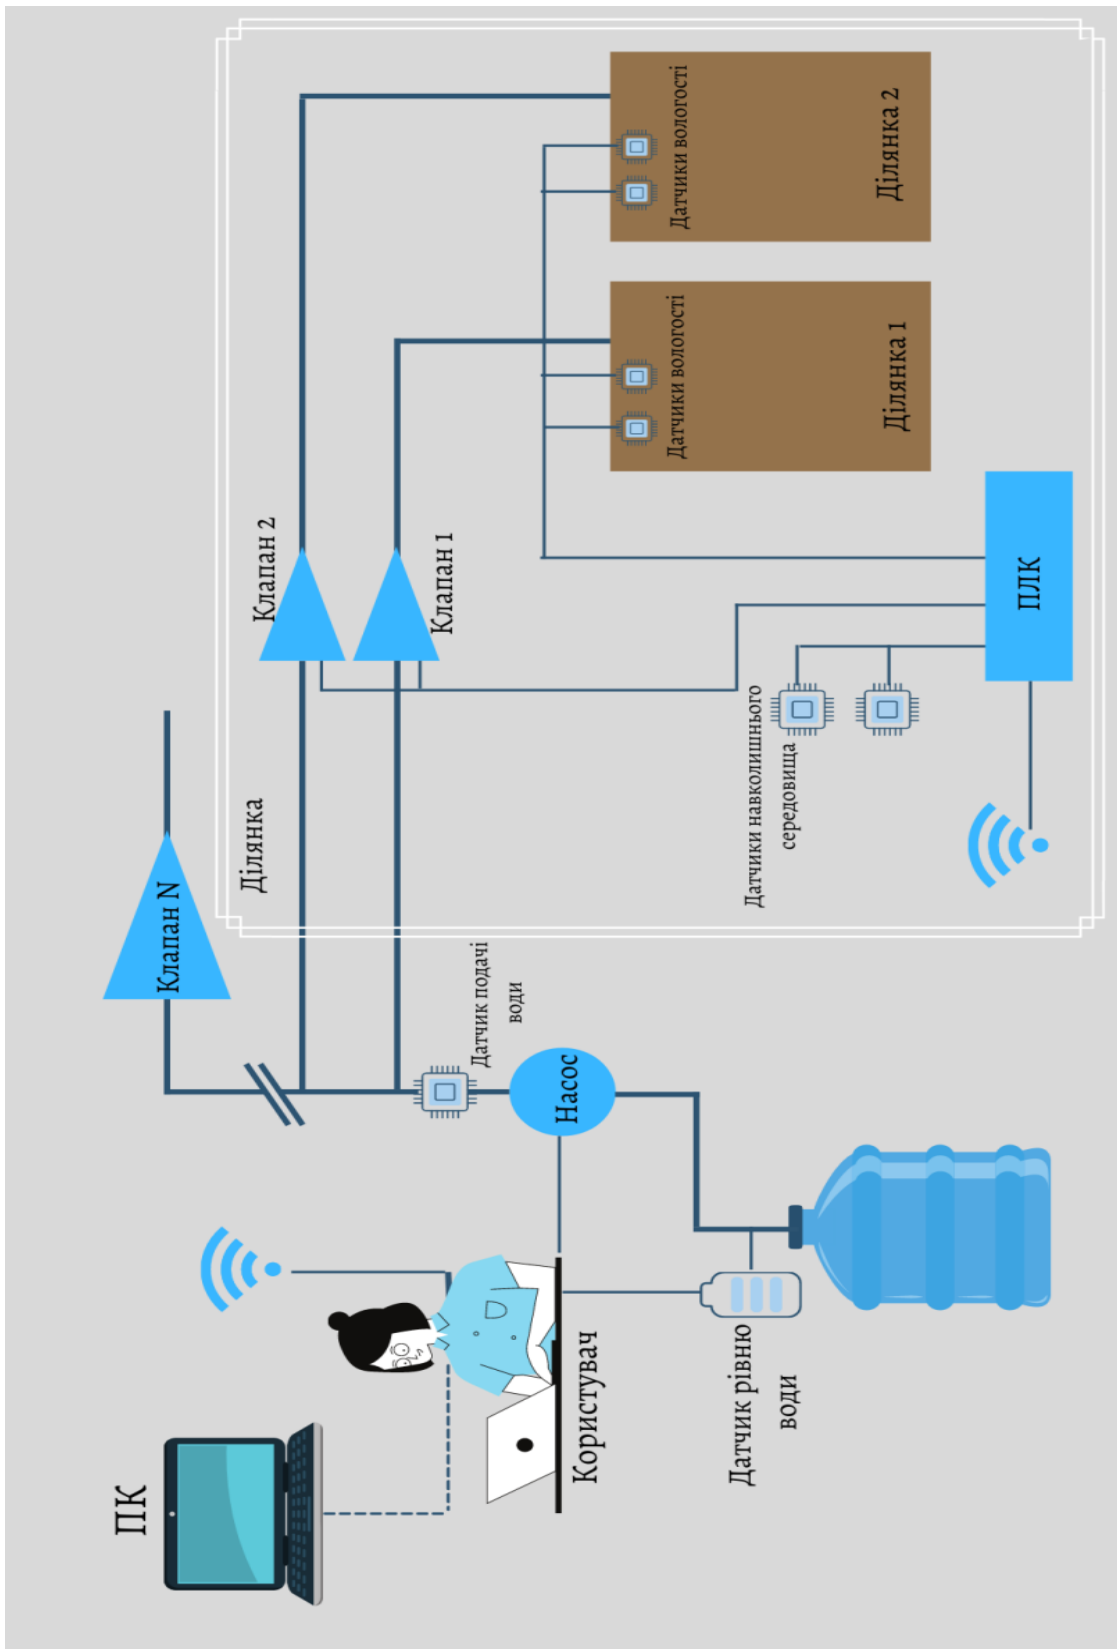 ПК
Користувач
Датчик рівню
води
Насос
Датчик подачі
води
Клапан N
Ділянка
Клапан 2
Клапан 1
Датчики навколишнього
середовища
ПЛК
Датчики вологості
Ділянка 1
Датчики вологості
Ділянка 2